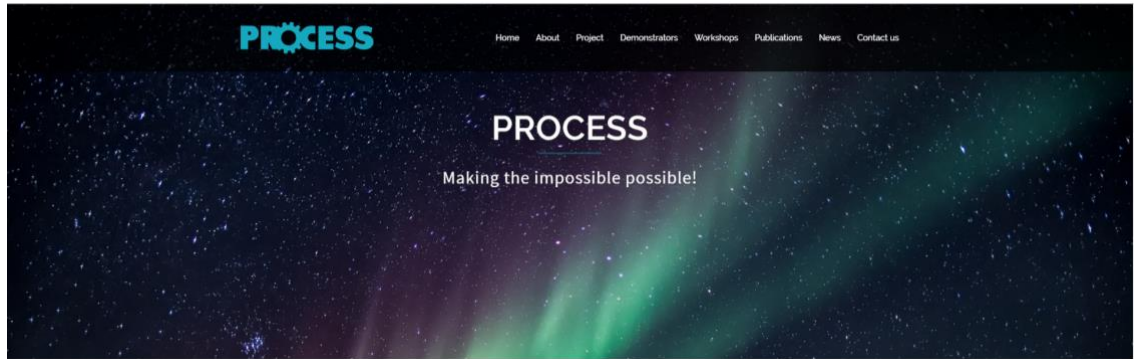 PROCESS
Home About Project Demonstrators Workshops Publications News Contact us
PROCESS
Making the impossible possible!